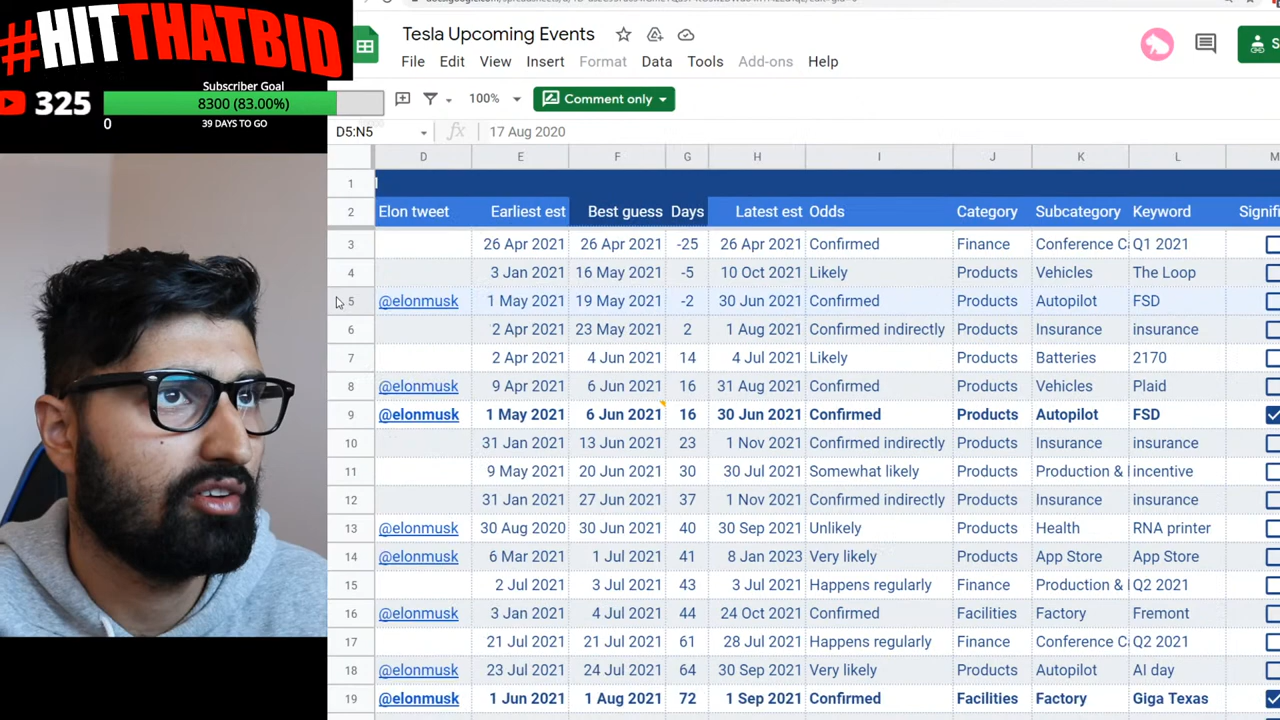 #HITTHATBID
Subscriber Goal
325 8300 (83.00%)
0 39 DAYS TO GO
Tesla Upcoming Events
File Edit View Insert Format Data Tools Add-ons Help
100% Comment only
D5:N5 fx 17 Aug 2020
D E F G H I J K L M
1
2 Elon tweet Earliest est Best guess Days Latest est Odds Category Subcategory Keyword Signifi
3 26 Apr 2021 26 Apr 2021 -25 26 Apr 2021 Confirmed Finance Conference C Q1 2021
4 3 Jan 2021 16 May 2021 -5 10 Oct 2021 Likely Products Vehicles The Loop
5 @elonmusk 1 May 2021 19 May 2021 -2 30 Jun 2021 Confirmed Products Autopilot FSD
6 2 Apr 2021 23 May 2021 2 1 Aug 2021 Confirmed indirectly Products Insurance insurance
7 2 Apr 2021 4 Jun 2021 14 4 Jul 2021 Likely Products Batteries 2170
8 @elonmusk 9 Apr 2021 6 Jun 2021 16 31 Aug 2021 Confirmed Products Vehicles Plaid
9 @elonmusk 1 May 2021 6 Jun 2021 16 30 Jun 2021 Confirmed Products Autopilot FSD
10 31 Jan 2021 13 Jun 2021 23 1 Nov 2021 Confirmed indirectly Products Insurance insurance
11 9 May 2021 20 Jun 2021 30 30 Jul 2021 Somewhat likely Products Production & incentive
12 31 Jan 2021 27 Jun 2021 37 1 Nov 2021 Confirmed indirectly Products Insurance insurance
13 @elonmusk 30 Aug 2020 30 Jun 2021 40 30 Sep 2021 Unlikely Products Health RNA printer
14 @elonmusk 6 Mar 2021 1 Jul 2021 41 8 Jan 2023 Very likely Products App Store App Store
15 2 Jul 2021 3 Jul 2021 43 3 Jul 2021 Happens regularly Finance Production & Q2 2021
16 @elonmusk 3 Jan 2021 4 Jul 2021 44 24 Oct 2021 Confirmed Facilities Factory Fremont
17 21 Jul 2021 21 Jul 2021 61 28 Jul 2021 Happens regularly Finance Conference C Q2 2021
18 @elonmusk 23 Jul 2021 24 Jul 2021 64 30 Sep 2021 Very likely Products Autopilot AI day
19 @elonmusk 1 Jun 2021 1 Aug 2021 72 1 Sep 2021 Confirmed Facilities Factory Giga Texas